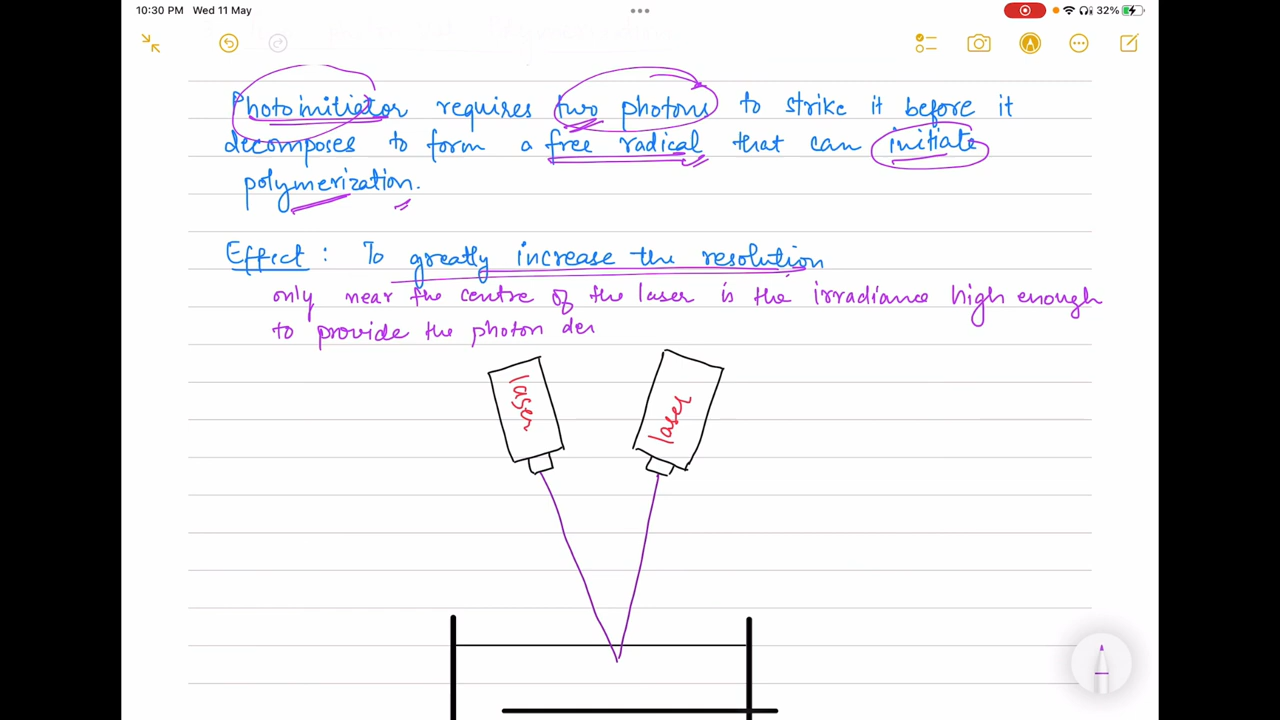 10:30 PM Wed 11 May
32%
Photoinitiator requires two photons to strike it before it
decomposes to form a free radical that can initiate
polymerization.
Effect: To greatly increase the resolution
only near the centre of the laser is the irradiance high enough
to provide the photon der
laser
laser